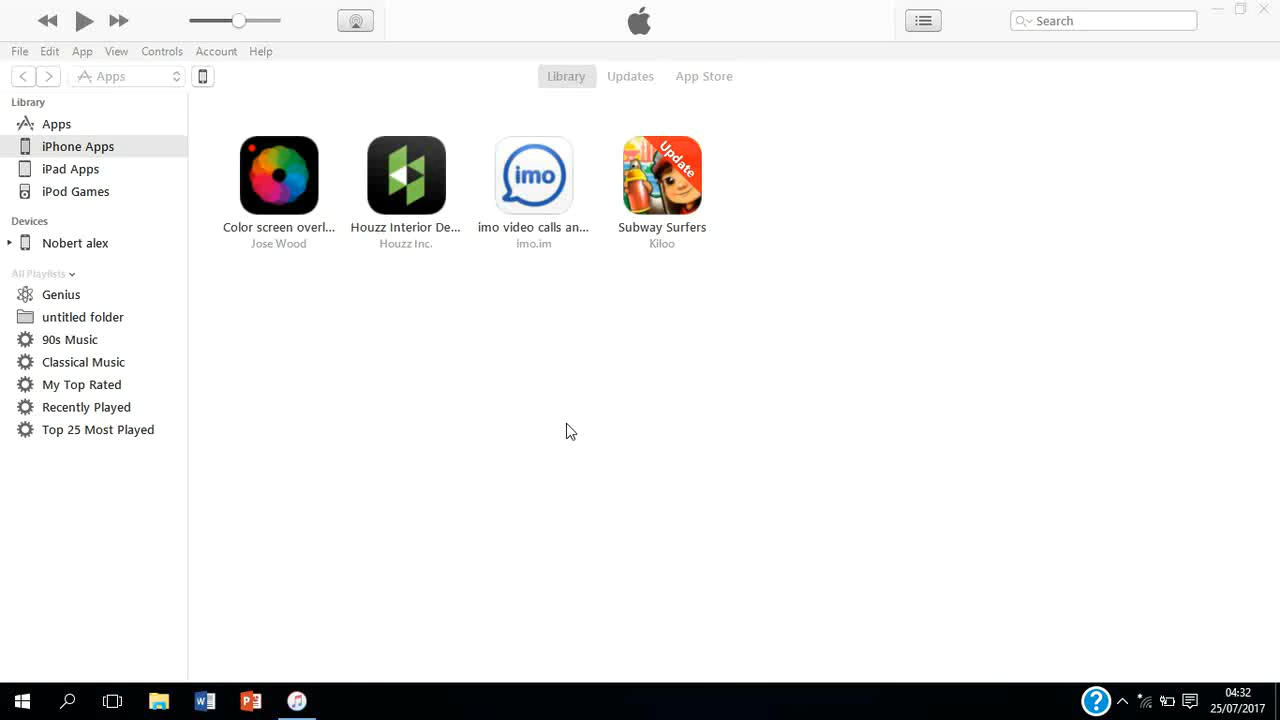 Search
File Edit App View Controls Account Help
Apps
Library Updates App Store
Library
Apps
iPhone Apps
iPad Apps
iPod Games
Devices
Nobert alex
All Playlists
Genius
untitled folder
90s Music
Classical Music
My Top Rated
Recently Played
Top 25 Most Played
imo
Update
Color screen overl... Houzz Interior De... imo video calls an... Subway Surfers
Jose Wood Houzz Inc. imo.im Kiloo
04:32
25/07/2017